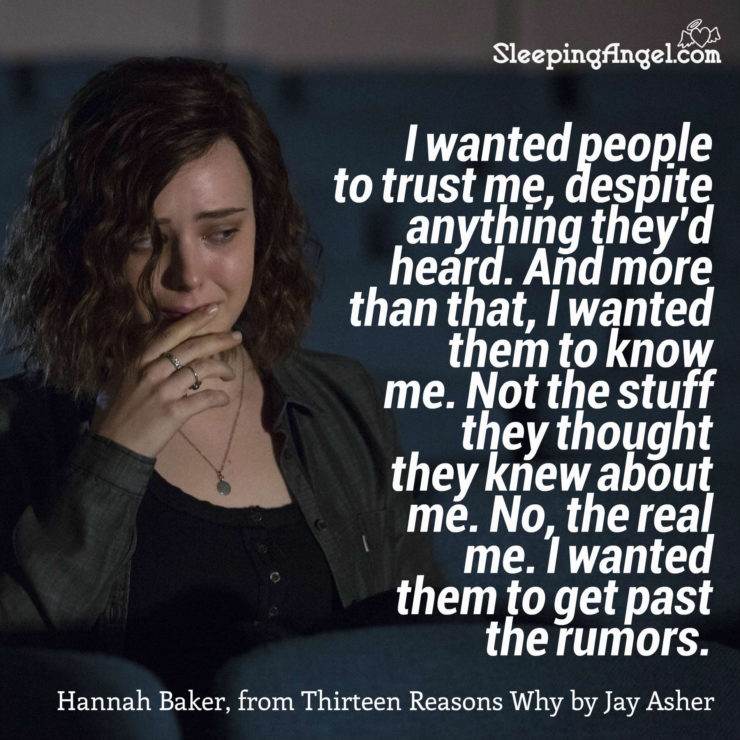 SleepingAngel.com
I wanted people
to trust me, despite
anything they'd
heard. And more
than that, I wanted
them to know
me. Not the stuff
they thought
they knew about
me. No, the real
me. I wanted
them to get past
the rumors.
Hannah Baker, from Thirteen Reasons Why by Jay Asher